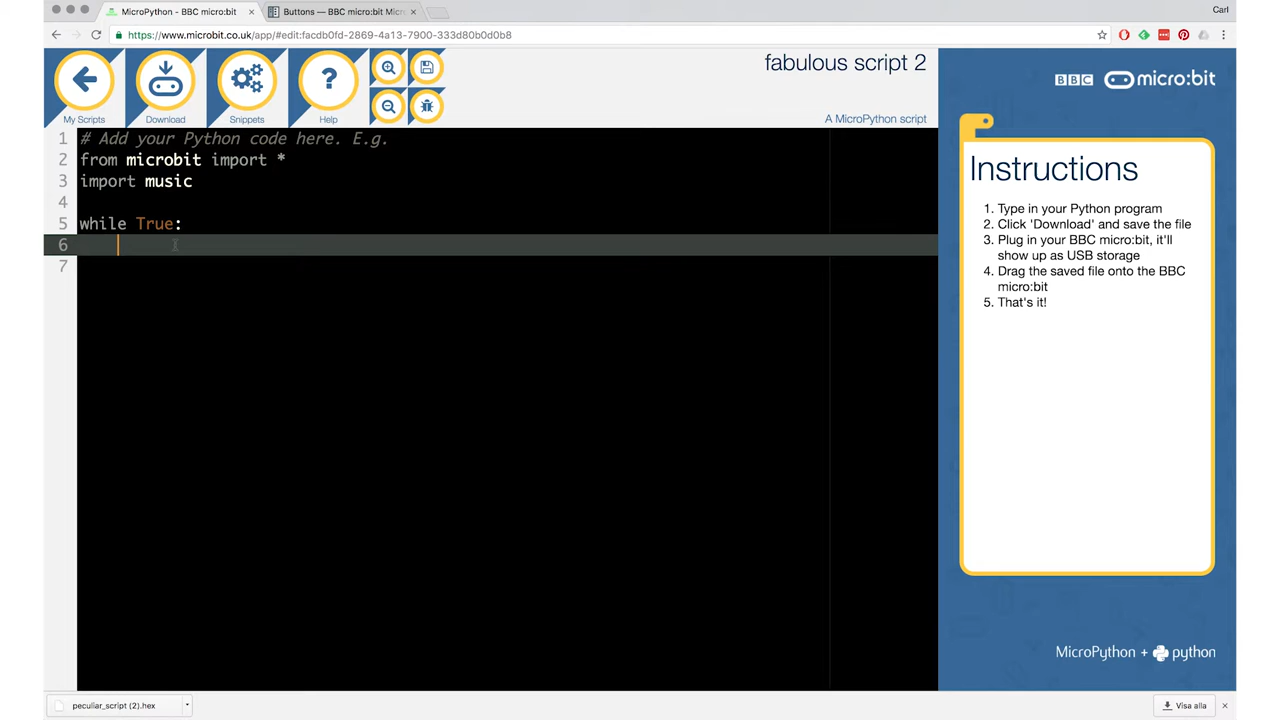 MicroPython - BBC micro:bit
Buttons — BBC micro:bit Micr
Carl
https://www.microbit.co.uk/app/#edit:facdb0fd-2869-4a13-7900-333d80b0d0b8
My Scripts
Download
Snippets
?
Help
fabulous script 2
A MicroPython script
BBC micro:bit
1 # Add your Python code here. E.g.
2 from microbit import *
3 import music
4
5 while True:
6
7
Instructions
1. Type in your Python program
2. Click 'Download' and save the file
3. Plug in your BBC micro:bit, it'll
show up as USB storage
4. Drag the saved file onto the BBC
micro:bit
5. That's it!
MicroPython + python
peculiar_script (2).hex
Visa alla